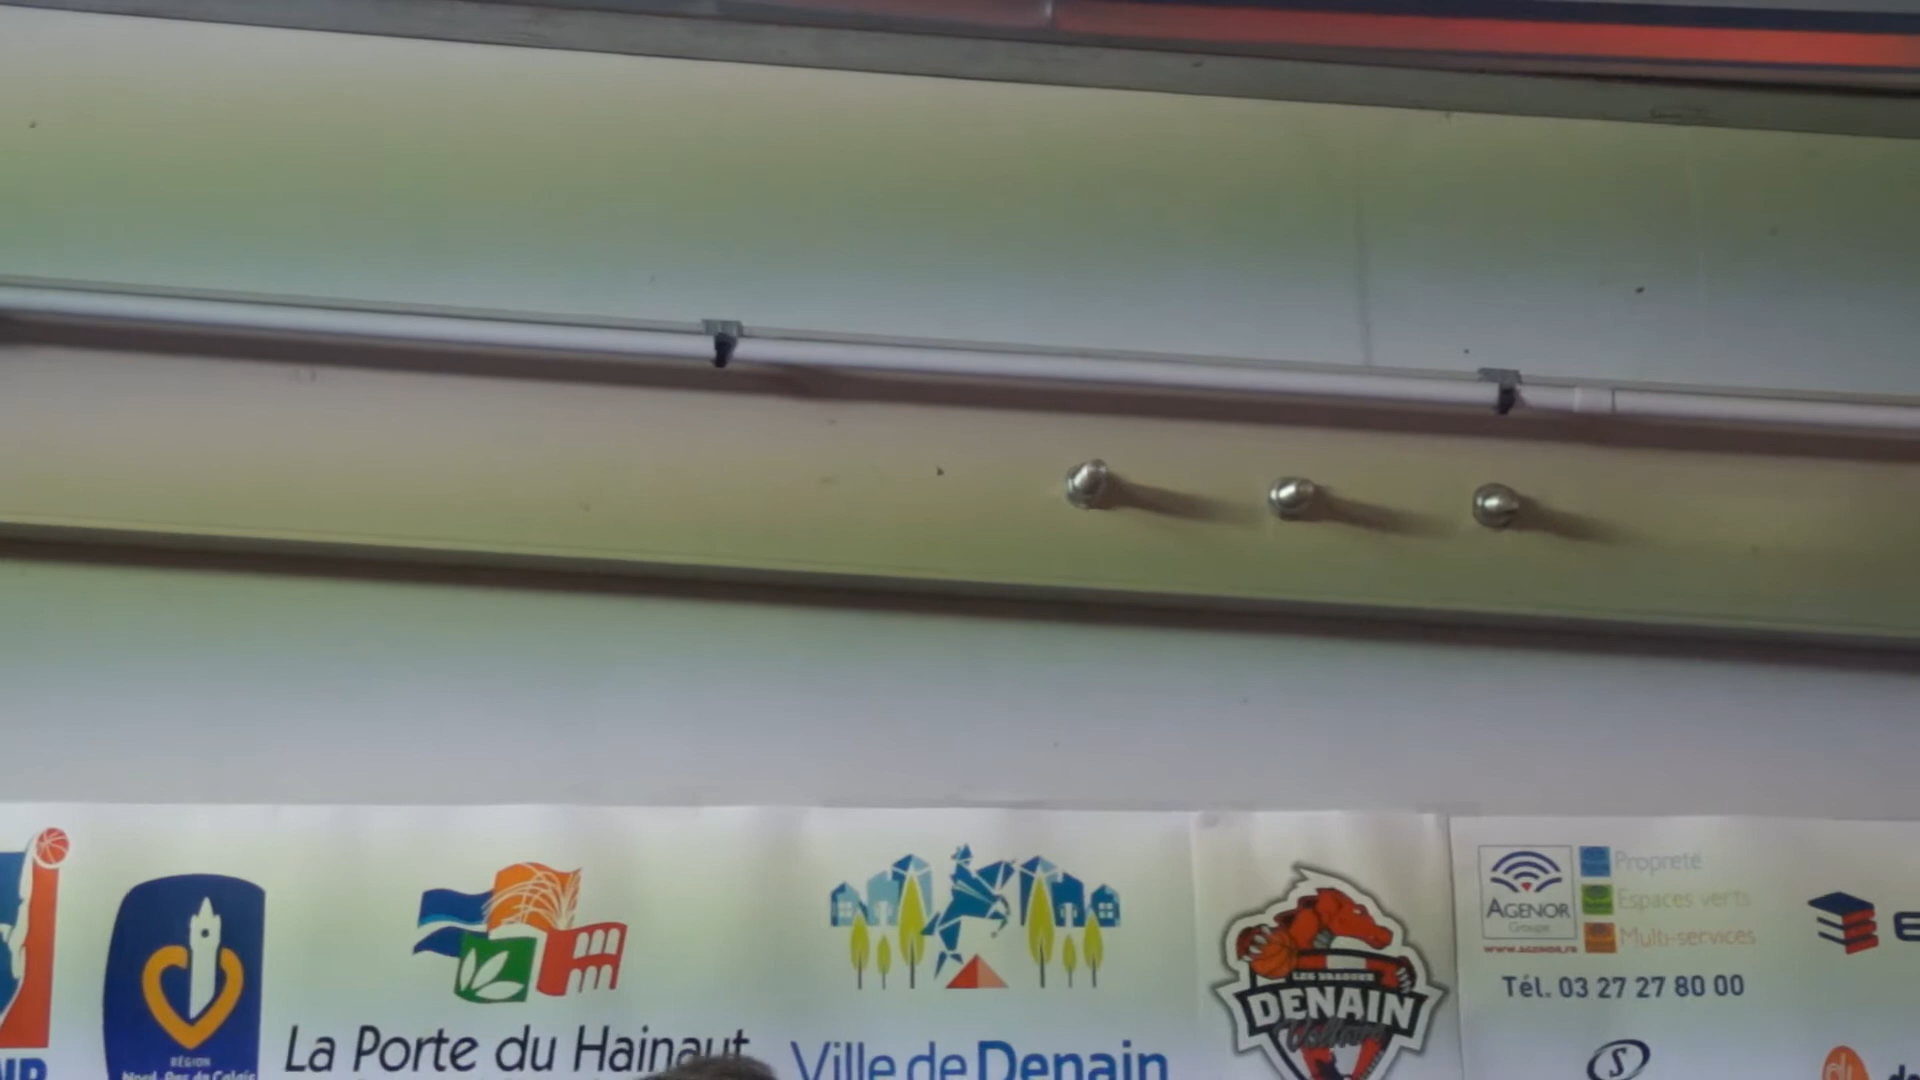 RÉGION
Nord-Pas de Calais
La Porte du Hainaut
Ville de Denain
LES DRAGONS
DENAIN
Voltaire
AGENOR
Groupe
www.AGENOR.FR
Propreté
Espaces verts
Multi-services
Tél. 03 27 27 80 00
S